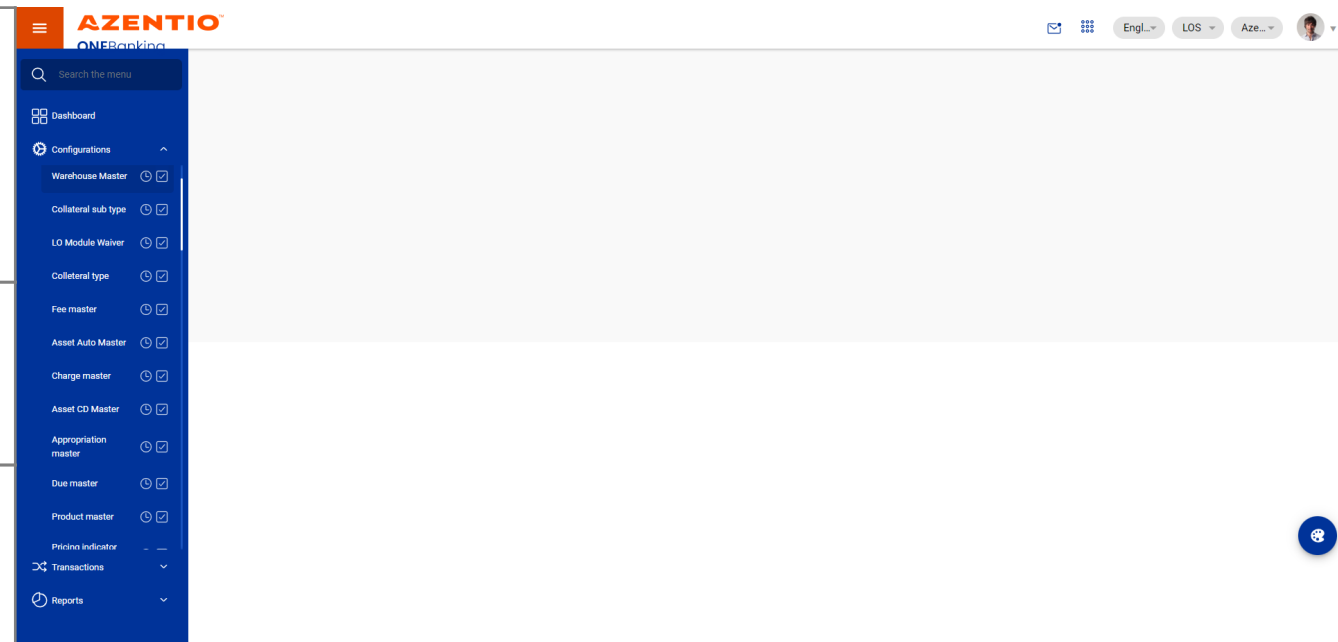 AZENTIO™
ONEBanking
Engl...
LOS
Aze...
Search the menu
Dashboard
Configurations
Warehouse Master
Collateral sub type
LO Module Waiver
Colleteral type
Fee master
Asset Auto Master
Charge master
Asset CD Master
Appropriation
master
Due master
Product master
Pricing indicator
Transactions
Reports